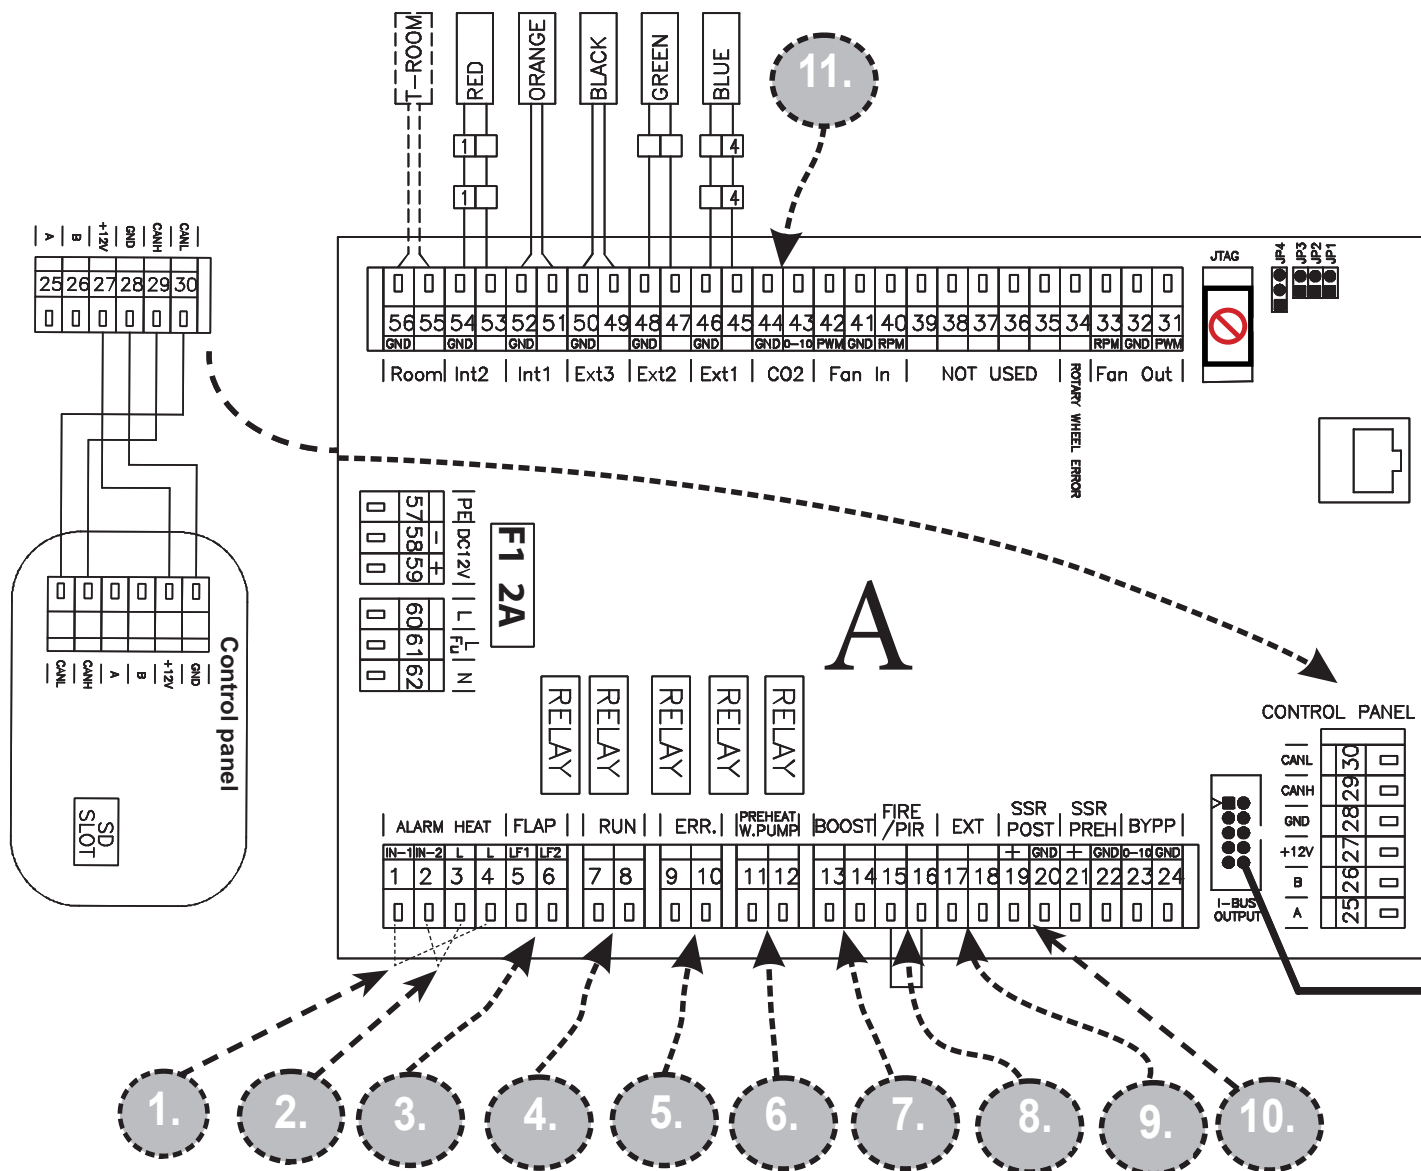 T-ROOM
RED
ORANGE
BLACK
GREEN
BLUE
11.
1
4
1
4
A B +12V GND CANH CANL
25 26 27 28 29 30
JTAG
JP4 JP3 JP2 JP1
56 55 54 53 52 51 50 49 48 47 46 45 44 43 42 41 40 39 38 37 36 35 34 33 32 31
GND GND GND GND GND GND GND 0-10 PWM GND RPM RPM GND PWM
Room Int2 Int1 Ext3 Ext2 Ext1 CO2 Fan In NOT USED ROTARY WHEEL ERROR Fan Out
57 PE
58 - DC12V
59 +
60 L
61 L FU
62 N
F1 2A
A
RELAY RELAY RELAY RELAY RELAY
CANL CANH A B +12V GND
Control panel
SD SLOT
CONTROL PANEL
CANL 30
CANH 29
GND 28
+12V 27
B 26
A 25
I-BUS
OUTPUT
ALARM HEAT FLAP RUN ERR. PREHEAT W.PUMP BOOST FIRE /PIR EXT SSR POST SSR PREH BYPP
IN-1 IN-2 L L LF1 LF2 + GND + GND 0-10 GND
1 2 3 4 5 6 7 8 9 10 11 12 13 14 15 16 17 18 19 20 21 22 23 24
1. 2. 3. 4. 5. 6. 7. 8. 9. 10.